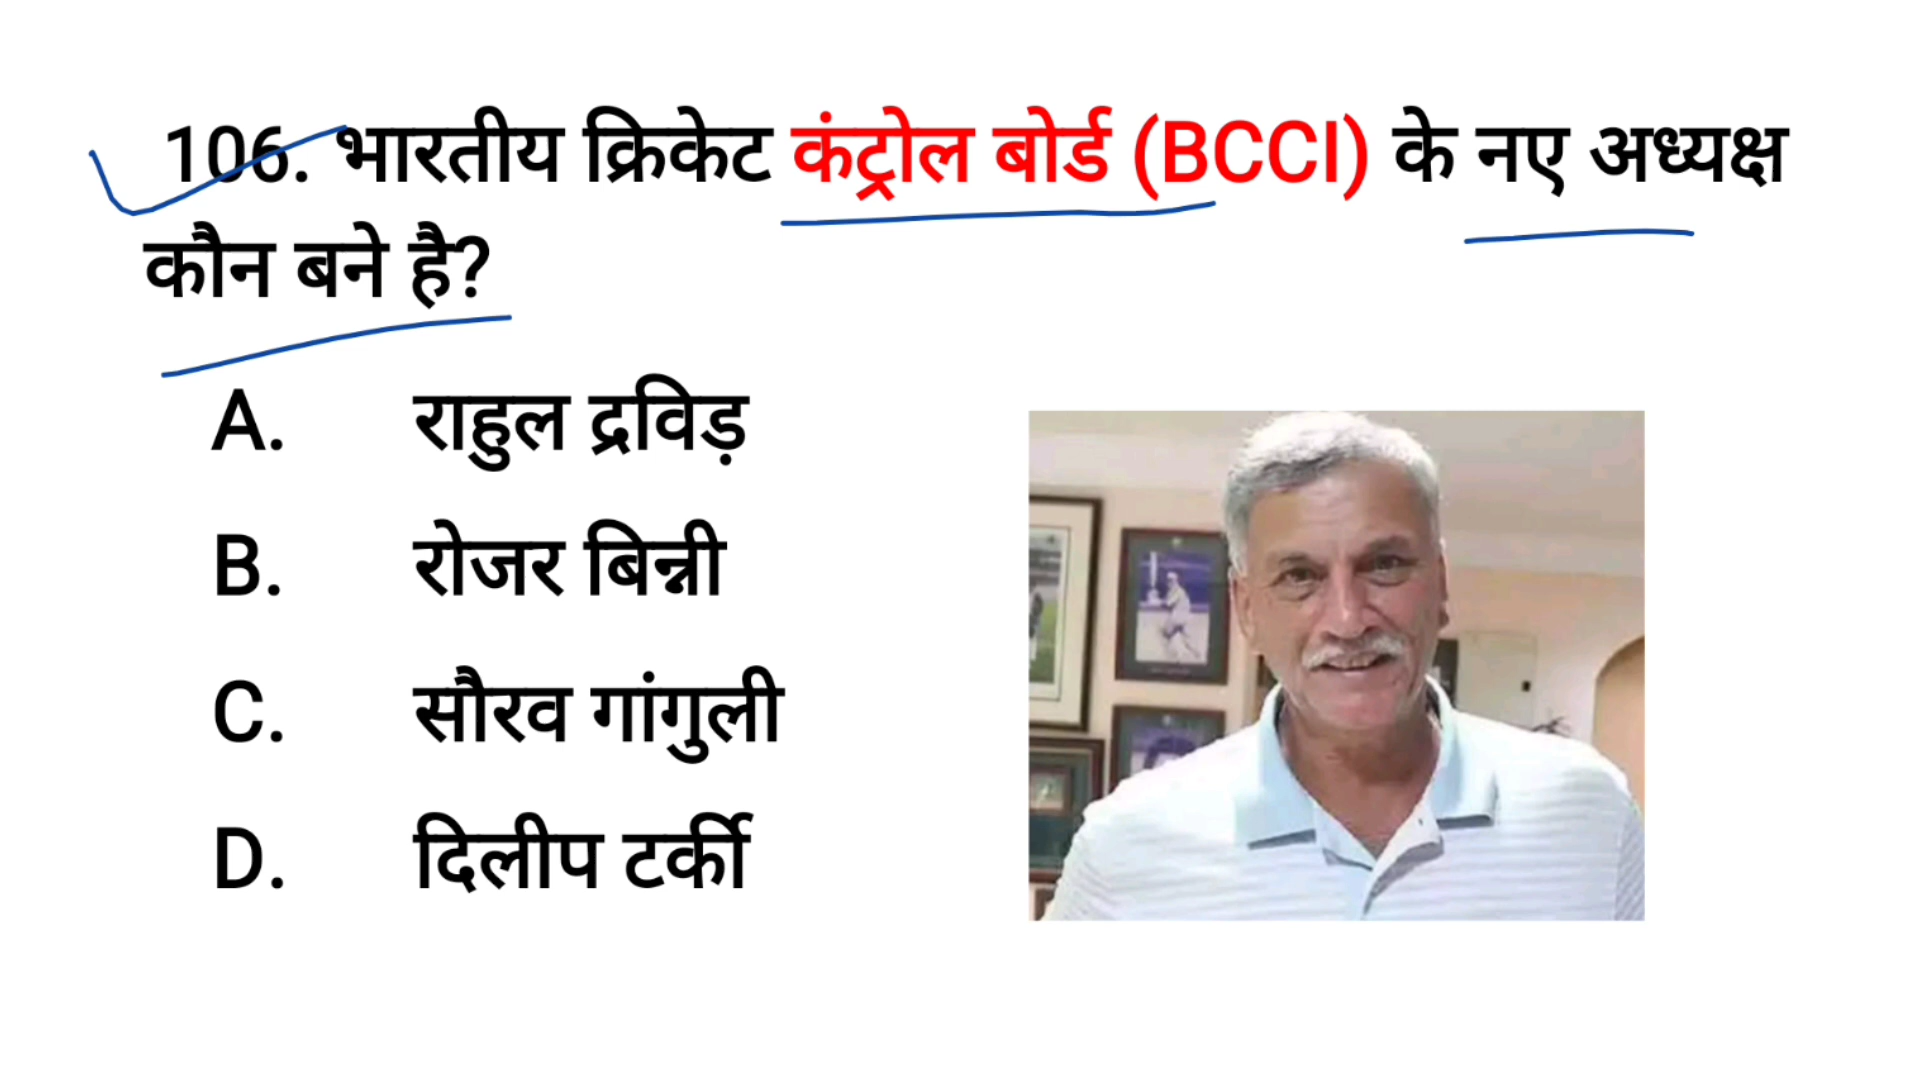 106. भारतीय क्रिकेट कंट्रोल बोर्ड (BCCI) के नए अध्यक्ष
कौन बने है?
A. राहुल द्रविड़
B. रोजर बिन्नी
C. सौरव गांगुली
D. दिलीप टर्की